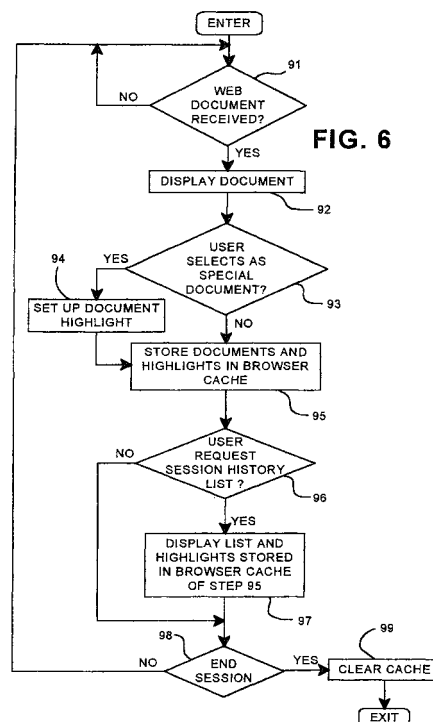 ENTER
91
WEB
DOCUMENT
RECEIVED?
NO
YES
FIG. 6
DISPLAY DOCUMENT
92
USER
SELECTS AS
SPECIAL
DOCUMENT?
93
94
YES
NO
SET UP DOCUMENT
HIGHLIGHT
STORE DOCUMENTS AND
HIGHLIGHTS IN BROWSER
CACHE
95
USER
REQUEST
SESSION HISTORY
LIST ?
96
NO
YES
DISPLAY LIST AND
HIGHLIGHTS STORED
IN BROWSER CACHE
OF STEP 95
97
98
END
SESSION
NO
YES
99
CLEAR CACHE
EXIT